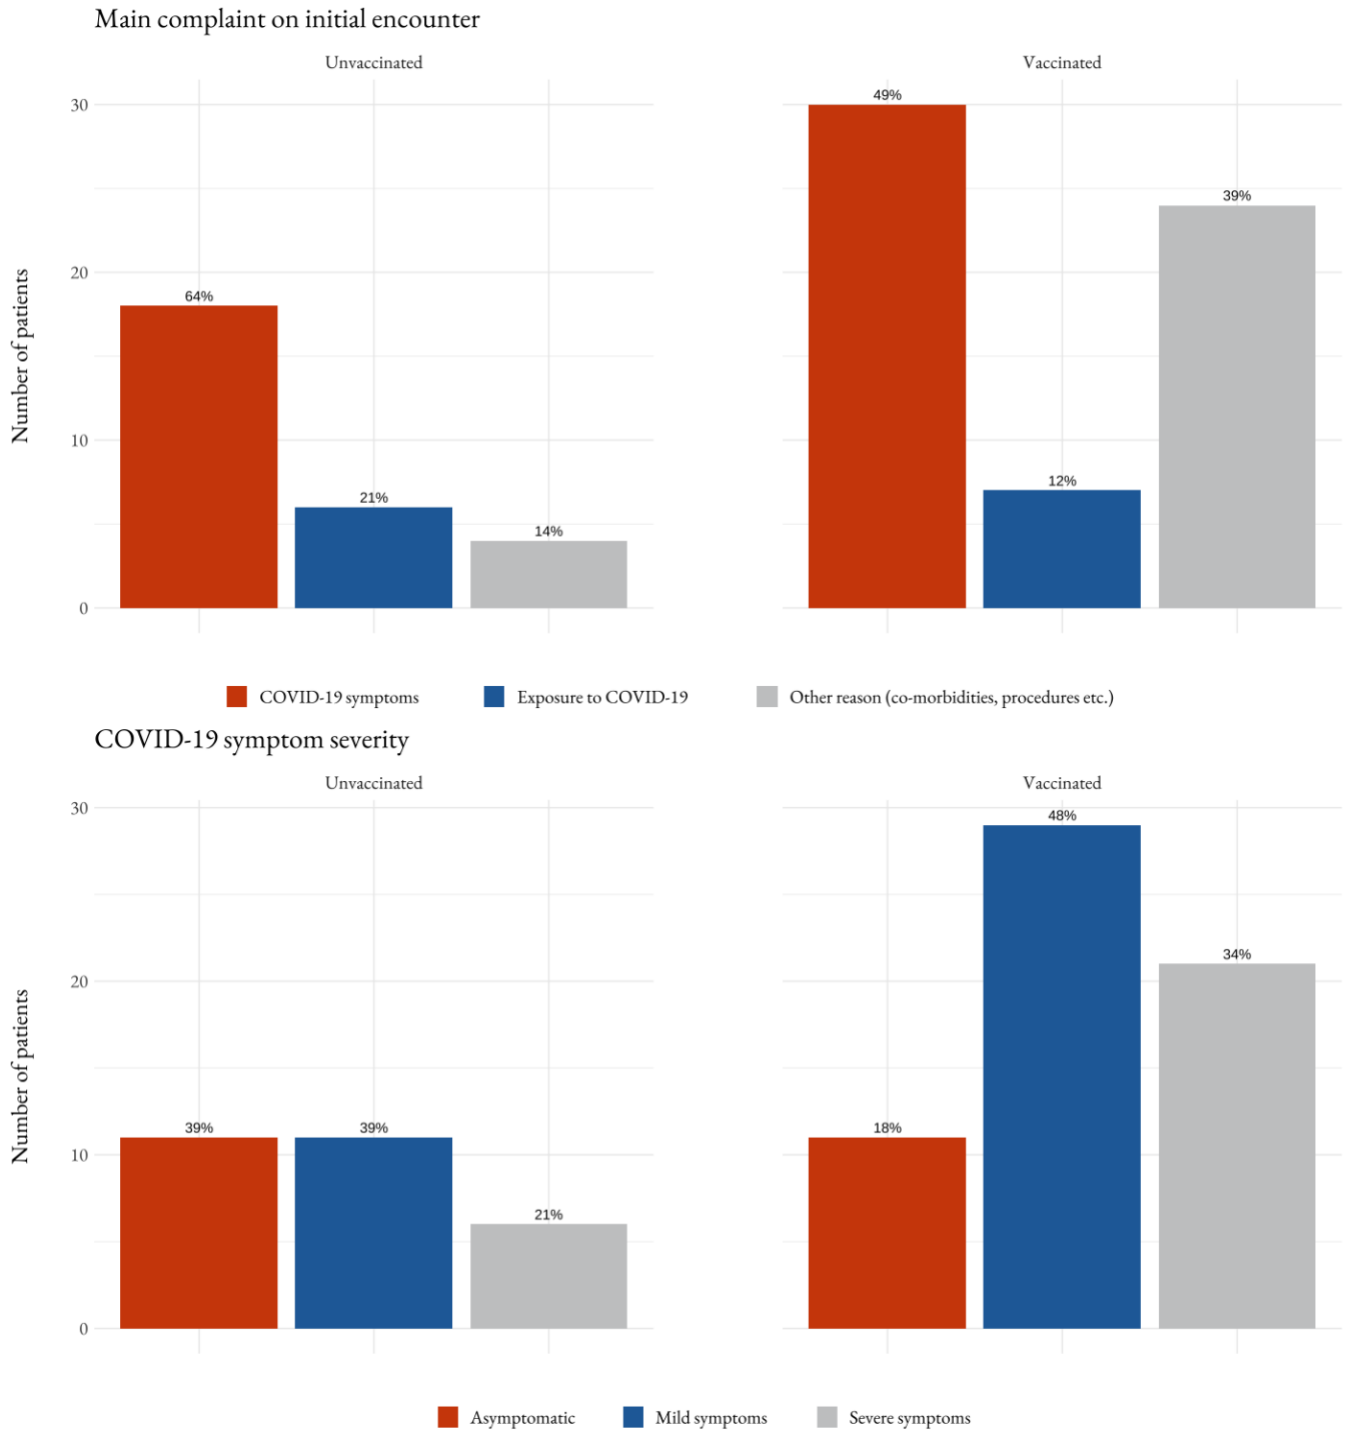 Main complaint on initial encounter
Unvaccinated
Vaccinated
Number of patients
30
20
10
0
64%
21%
14%
49%
12%
39%
COVID-19 symptoms
Exposure to COVID-19
Other reason (co-morbidities, procedures etc.)
COVID-19 symptom severity
Unvaccinated
Vaccinated
Number of patients
30
20
10
0
39%
39%
21%
18%
48%
34%
Asymptomatic
Mild symptoms
Severe symptoms